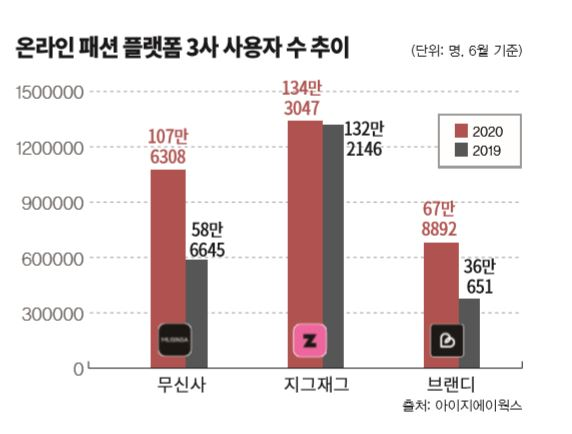 온라인 패션 플랫폼 3사 사용자 수 추이
(단위: 명, 6월 기준)
1500000
1200000
900000
600000
300000
0
2020
2019
107만
6308
58만
6645
134만
3047
132만
2146
67만
8892
36만
651
MUSINSA
Z
무신사
지그재그
브랜디
출처: 아이지에이웍스